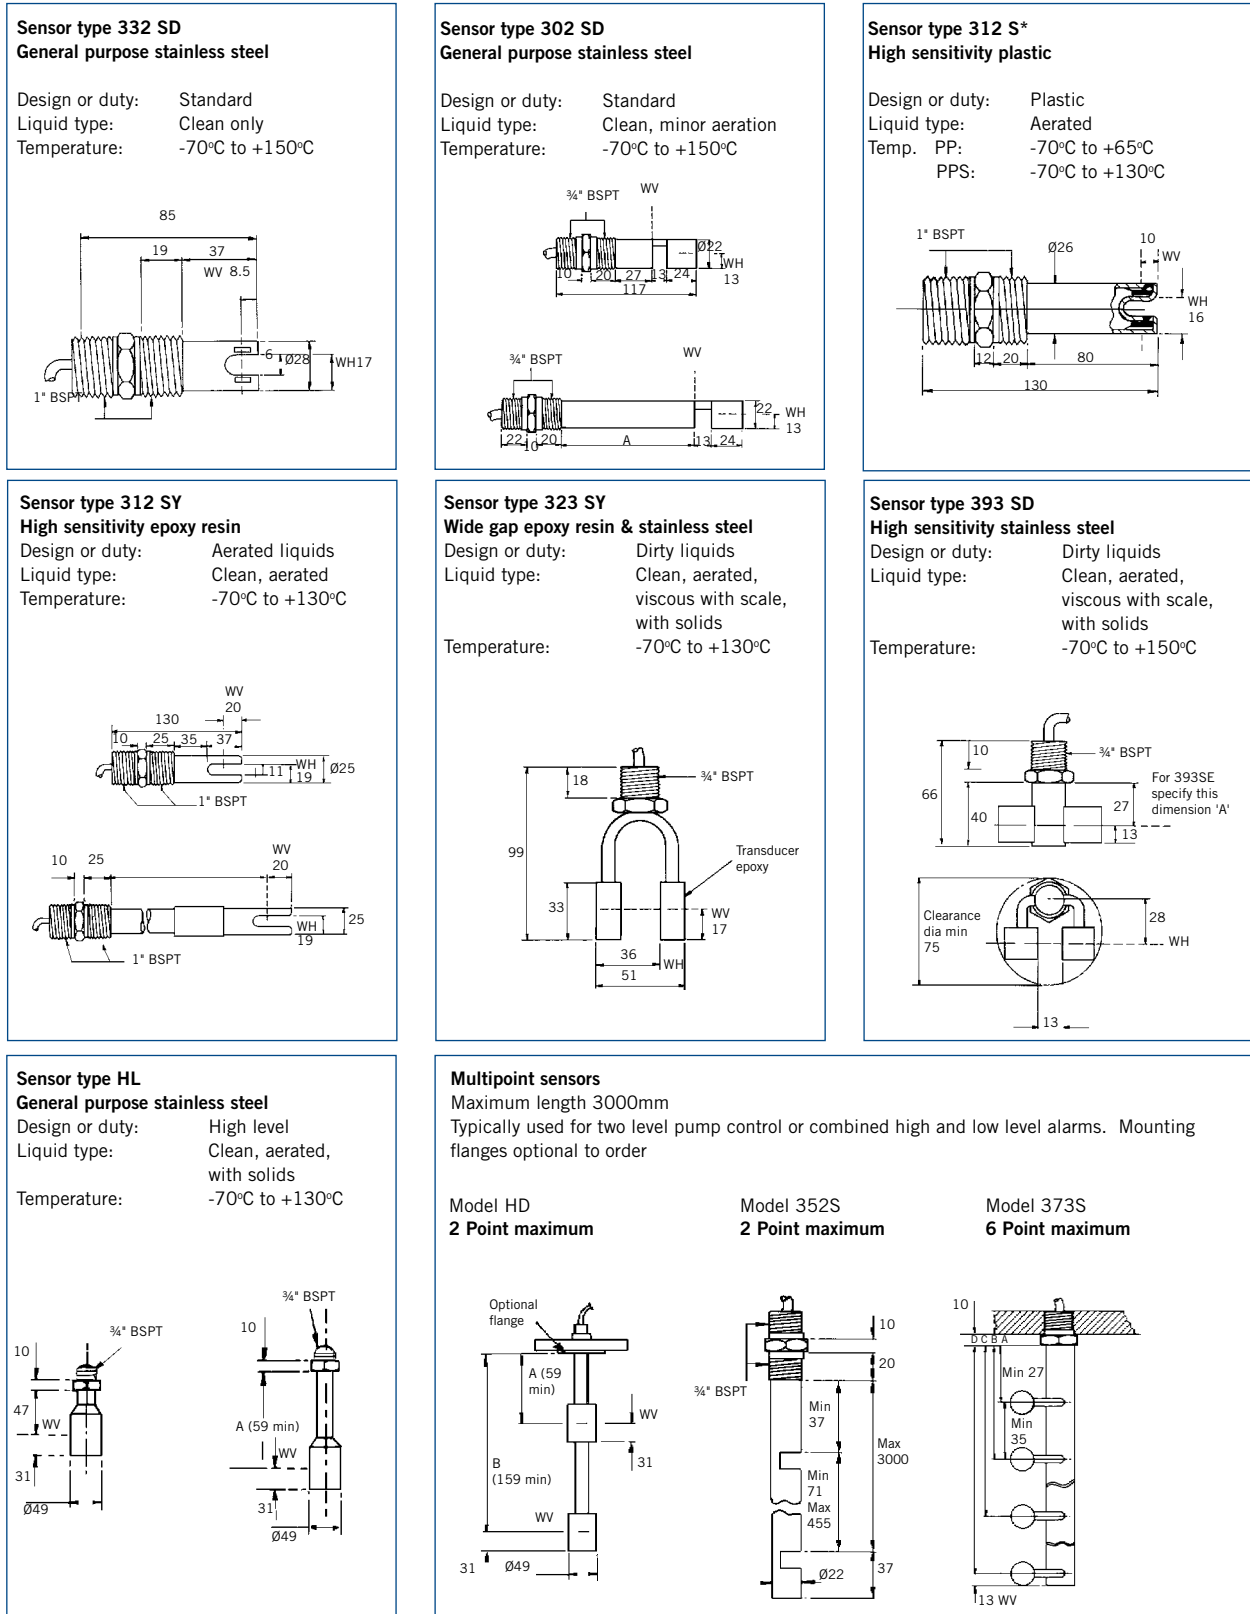 Sensor type 332 SD
General purpose stainless steel
Design or duty: Standard
Liquid type: Clean only
Temperature: -70ºC to +150ºC
85
19 37
WV 8.5
6 Ø28 WH17
1" BSPT
Sensor type 302 SD
General purpose stainless steel
Design or duty: Standard
Liquid type: Clean, minor aeration
Temperature: -70ºC to +150ºC
¾" BSPT WV
Ø22
WH
13
10 20 27 13 24
117
WV
¾" BSPT
22 WH
13
22 10 20 A 13 24
Sensor type 312 S*
High sensitivity plastic
Design or duty: Plastic
Liquid type: Aerated
Temp. PP: -70ºC to +65ºC
PPS: -70ºC to +130ºC
1" BSPT Ø26 10
WV
WH
16
12 20 80
130
Sensor type 312 SY
High sensitivity epoxy resin
Design or duty: Aerated liquids
Liquid type: Clean, aerated
Temperature: -70ºC to +130ºC
WV
20
130
10 25 35 37
11 WH
19 Ø25
1" BSPT
WV
10 25 20
WH
19 25
1" BSPT
Sensor type 323 SY
Wide gap epoxy resin & stainless steel
Design or duty: Dirty liquids
Liquid type: Clean, aerated,
viscous with scale,
with solids
Temperature: -70ºC to +130ºC
18 ¾" BSPT
99
Transducer
epoxy
33 WV
17
36 WH
51
Sensor type 393 SD
High sensitivity stainless steel
Design or duty: Dirty liquids
Liquid type: Clean, aerated,
viscous with scale,
with solids
Temperature: -70ºC to +150ºC
10 ¾" BSPT
66 40 27
For 393SE
specify this
dimension 'A'
13
Clearance
dia min
75
28
WH
13
Sensor type HL
General purpose stainless steel
Design or duty: High level
Liquid type: Clean, aerated,
with solids
Temperature: -70ºC to +130ºC
¾" BSPT
10
47
WV
31
Ø49
¾" BSPT
10
A (59 min)
WV
31
Ø49
Multipoint sensors
Maximum length 3000mm
Typically used for two level pump control or combined high and low level alarms. Mounting
flanges optional to order
Model HD
2 Point maximum
Optional
flange
A (59
min)
WV
31
B
(159 min)
WV
31 Ø49
Model 352S
2 Point maximum
10
20
¾" BSPT
Min
37
Max
3000
Min
71
Max
455
Ø22 37
Model 373S
6 Point maximum
10
D C B A
Min 27
Min
35
13 WV